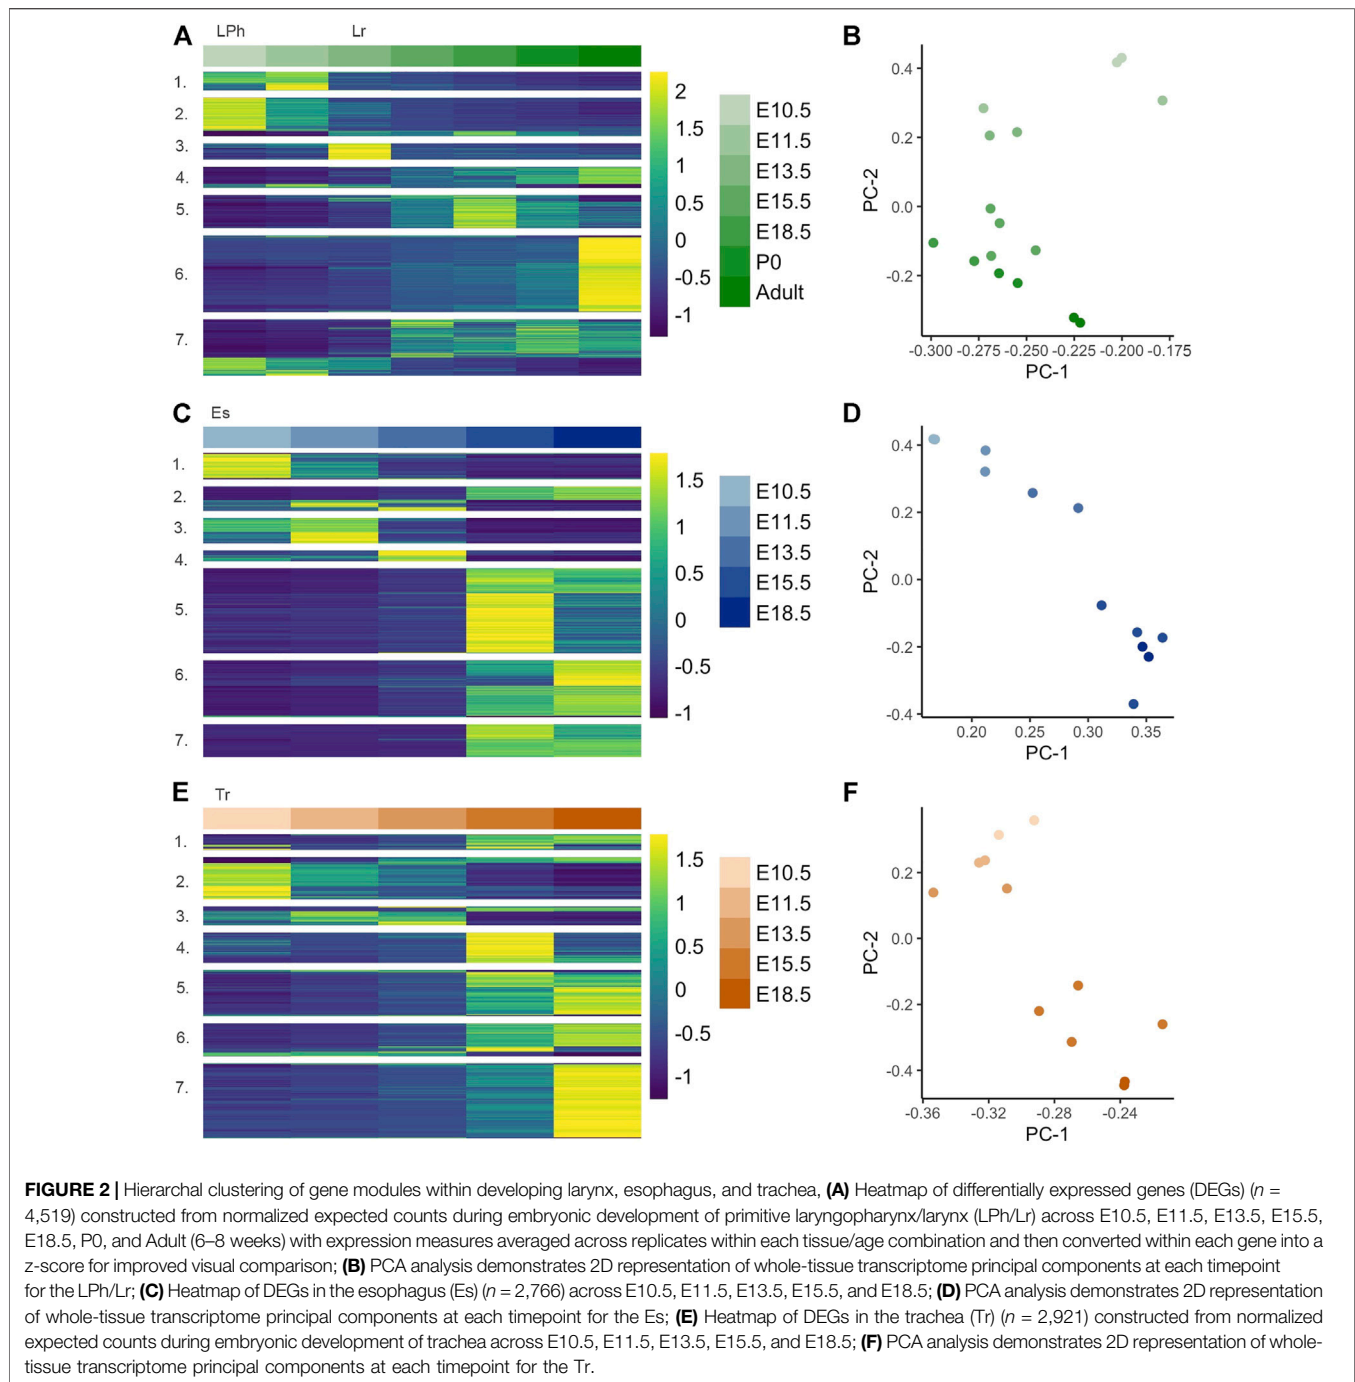 A
LPh
Lr
1.
2.
3.
4.
5.
6.
7.
2
1.5
1
0.5
0
-0.5
-1
E10.5
E11.5
E13.5
E15.5
E18.5
P0
Adult
B
PC-2
0.4
0.2
0.0
-0.2
-0.300 -0.275 -0.250 -0.225 -0.200 -0.175
PC-1
C
Es
1.
2.
3.
4.
5.
6.
7.
1.5
1
0.5
0
-0.5
-1
E10.5
E11.5
E13.5
E15.5
E18.5
D
PC-2
0.4
0.2
0.0
-0.2
-0.4
0.20 0.25 0.30 0.35
PC-1
E
Tr
1.
2.
3.
4.
5.
6.
7.
1.5
1
0.5
0
-0.5
-1
E10.5
E11.5
E13.5
E15.5
E18.5
F
PC-2
0.2
0.0
-0.2
-0.4
-0.36 -0.32 -0.28 -0.24
PC-1
FIGURE 2 | Hierarchal clustering of gene modules within developing larynx, esophagus, and trachea, (A) Heatmap of differentially expressed genes (DEGs) (n =
4,519) constructed from normalized expected counts during embryonic development of primitive laryngopharynx/larynx (LPh/Lr) across E10.5, E11.5, E13.5, E15.5,
E18.5, P0, and Adult (6–8 weeks) with expression measures averaged across replicates within each tissue/age combination and then converted within each gene into a
z-score for improved visual comparison; (B) PCA analysis demonstrates 2D representation of whole-tissue transcriptome principal components at each timepoint
for the LPh/Lr; (C) Heatmap of DEGs in the esophagus (Es) (n = 2,766) across E10.5, E11.5, E13.5, E15.5, and E18.5; (D) PCA analysis demonstrates 2D representation
of whole-tissue transcriptome principal components at each timepoint for the Es; (E) Heatmap of DEGs in the trachea (Tr) (n = 2,921) constructed from normalized
expected counts during embryonic development of trachea across E10.5, E11.5, E13.5, E15.5, and E18.5; (F) PCA analysis demonstrates 2D representation of whole-
tissue transcriptome principal components at each timepoint for the Tr.